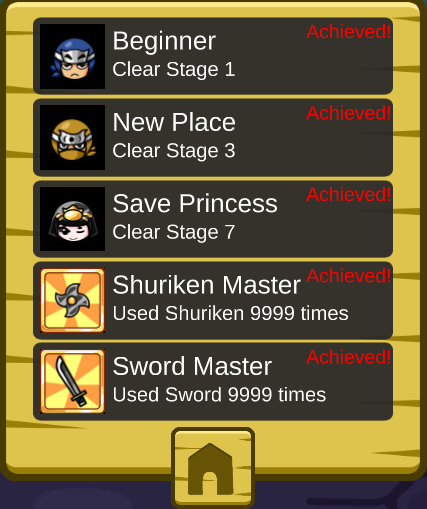 Achieved!
Beginner
Clear Stage 1
Achieved!
New Place
Clear Stage 3
Achieved!
Save Princess
Clear Stage 7
Achieved!
Shuriken Master
Used Shuriken 9999 times
Achieved!
Sword Master
Used Sword 9999 times